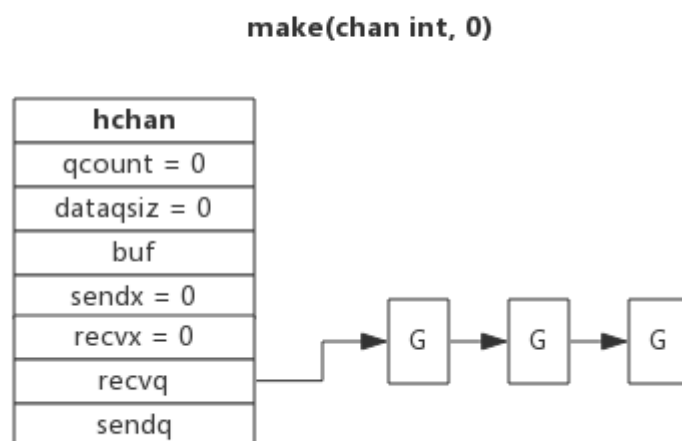 make(chan int, 0)
hchan
qcount = 0
dataqsiz = 0
buf
sendx = 0
recvx = 0
recvq
sendq
G
G
G